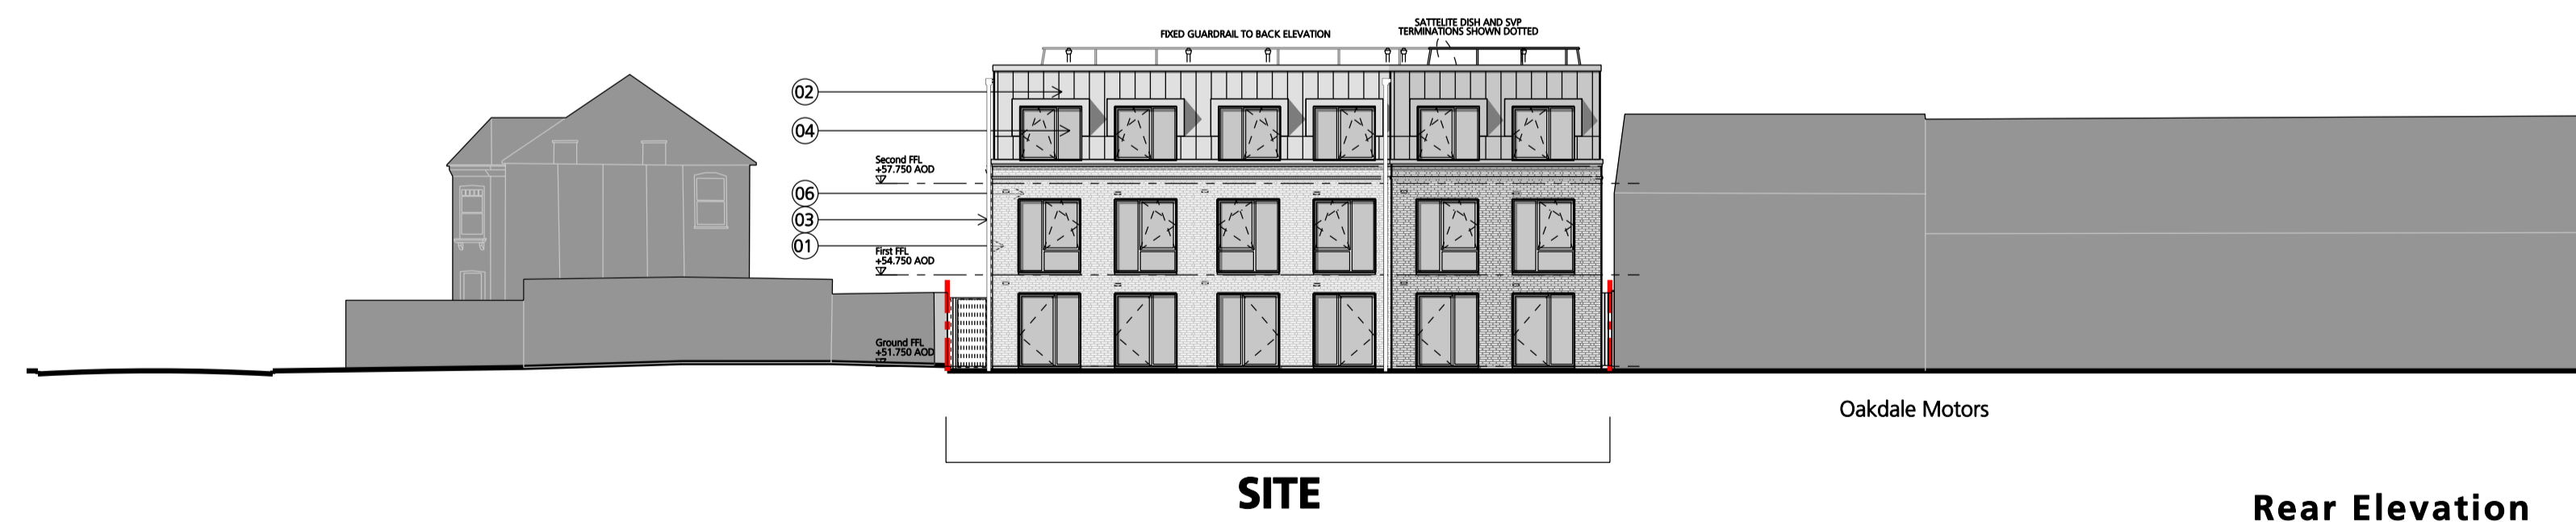 SATTELITE DISH AND SVP
TERMINATIONS SHOWN DOTTED
FIXED GUARDRAIL TO BACK ELEVATION
02
04
Second FFL
+57.750 AOD
06
03
01
First FFL
+54.750 AOD
Ground FFL
+51.750 AOD
Oakdale Motors
SITE
Rear Elevation